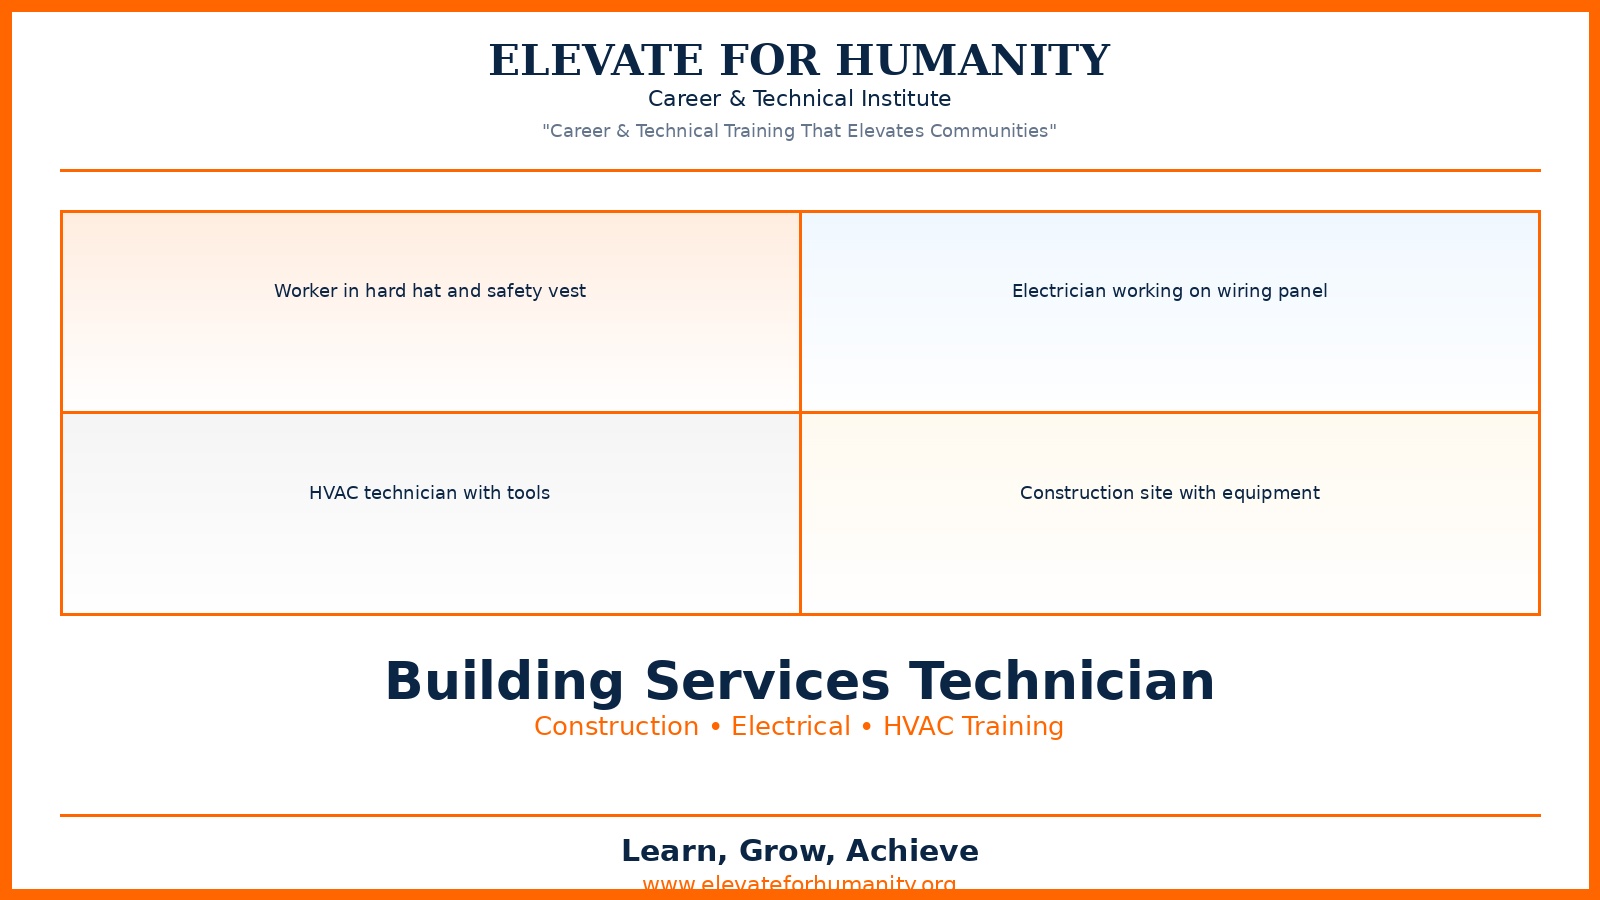 ELEVATE FOR HUMANITY
Career & Technical Institute
"Career & Technical Training That Elevates Communities"
Worker in hard hat and safety vest
Electrician working on wiring panel
HVAC technician with tools
Construction site with equipment
Building Services Technician
Construction • Electrical • HVAC Training
Learn, Grow, Achieve
www.elevateforhumanity.org